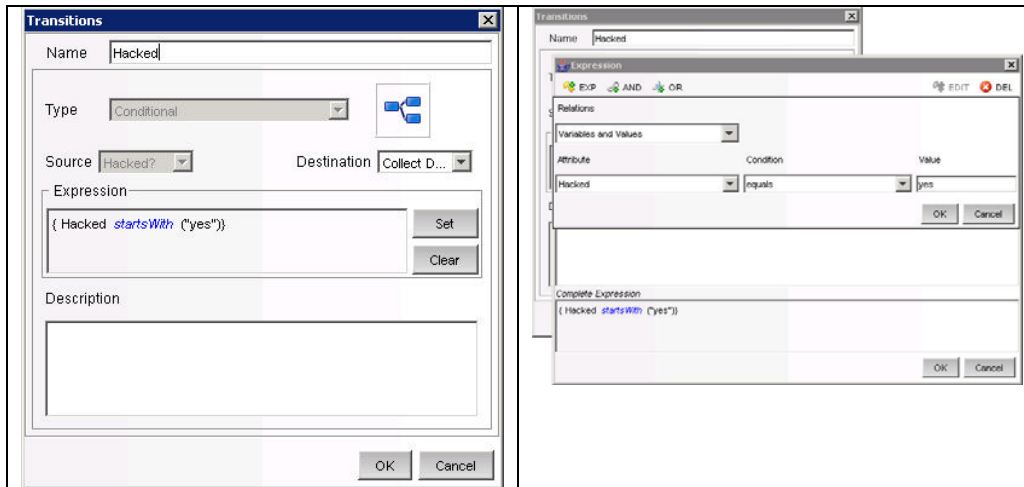 Transitions
Name Hacked
Type Conditional
Source Hacked? Destination Collect D...
Expression
{ Hacked startsWith ("yes")}
Set
Clear
Description
OK Cancel
Transitions
Name Hacked
Expression
EXP AND OR EDIT DEL
Relations
Variables and Values
Attribute Condition Value
Hacked equals yes
OK Cancel
Complete Expression
{ Hacked startsWith ("yes")}
OK Cancel